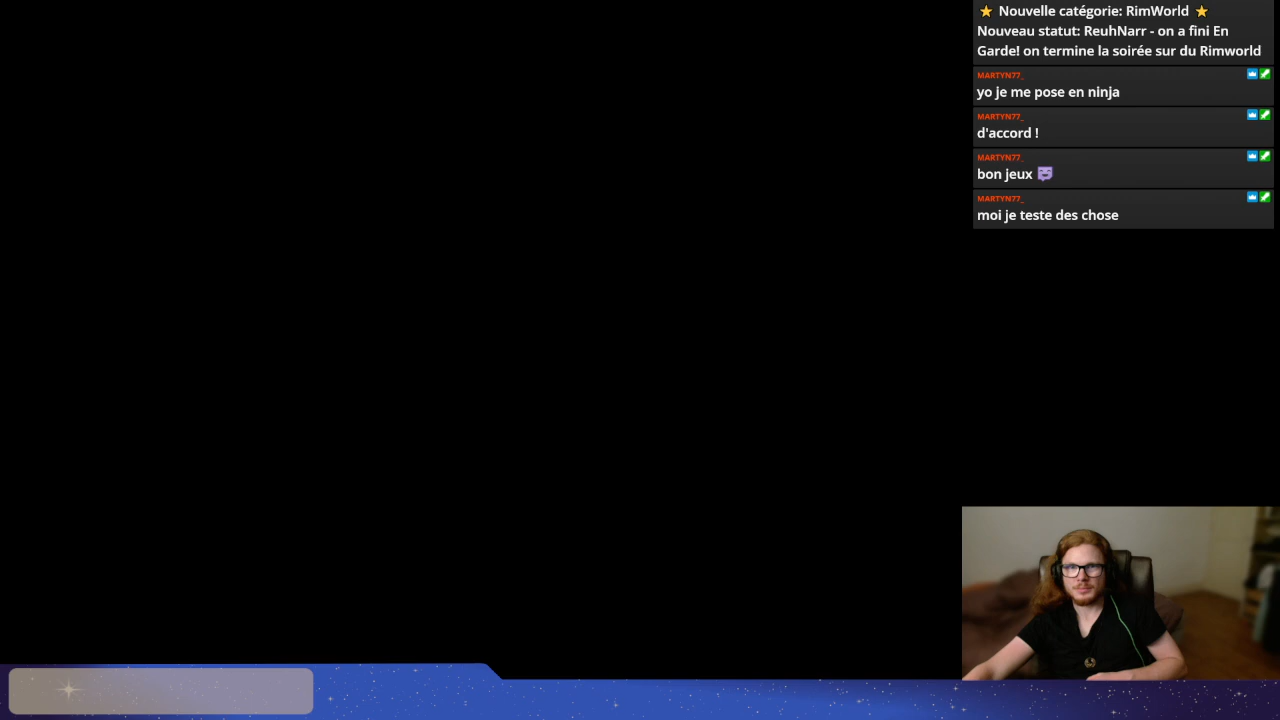 ⭐ Nouvelle catégorie: RimWorld ⭐
Nouveau statut: ReuhNarr - on a fini En
Garde! on termine la soirée sur du Rimworld
MARTYN77_
yo je me pose en ninja
MARTYN77_
d'accord !
MARTYN77_
bon jeux
MARTYN77_
moi je teste des chose